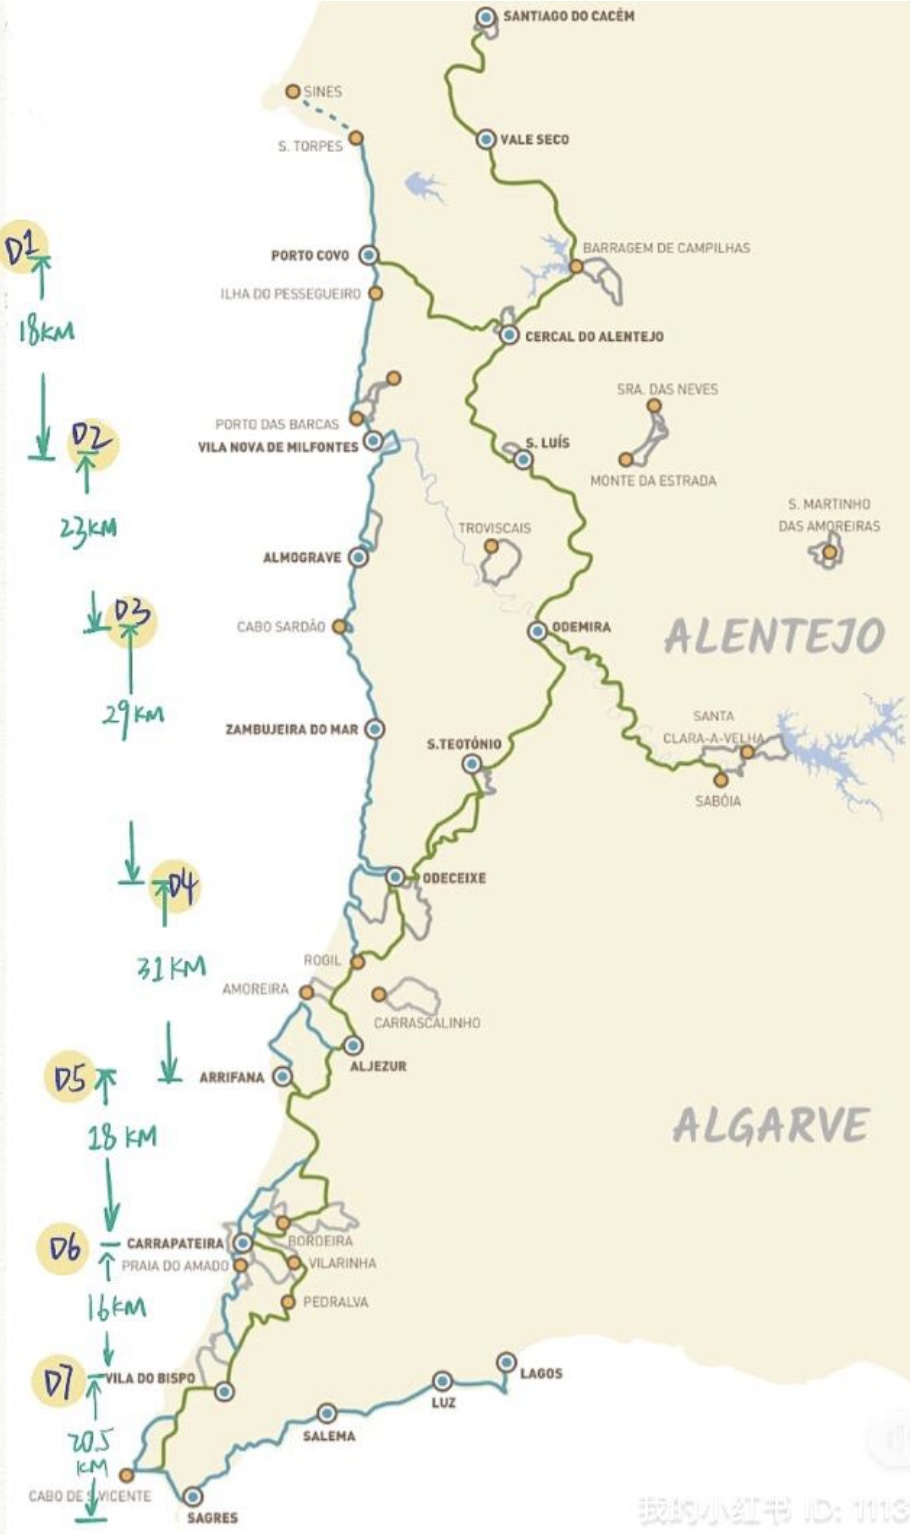 SANTIAGO DO CACÉM
SINES
S. TORPES
VALE SECO
D1
PORTO COVO
BARRAGEM DE CAMPILHAS
ILHA DO PESSEGUEIRO
18KM
CERCAL DO ALENTEJO
SRA. DAS NEVES
PORTO DAS BARCAS
D2
VILA NOVA DE MILFONTES
S. LUÍS
MONTE DA ESTRADA
S. MARTINHO
DAS AMOREIRAS
23KM
TROVISCAIS
ALMOGRAVE
D3
CABO SARDÃO
ODEMIRA
ALENTEJO
29KM
ZAMBUJEIRA DO MAR
SANTA
CLARA-A-VELHA
S.TEOTÓNIO
SABÓIA
D4
ODECEIXE
31KM
ROGIL
AMOREIRA
CARRASCALINHO
ALJEZUR
D5
ARRIFANA
ALGARVE
18 KM
D6
CARRAPATEIRA
BORDEIRA
PRAIA DO AMADO
VILARINHA
16KM
PEDRALVA
D7
VILA DO BISPO
LAGOS
LUZ
SALEMA
20.5
KM
CABO DE S.VICENTE
SAGRES
我的小红书 ID: 1113